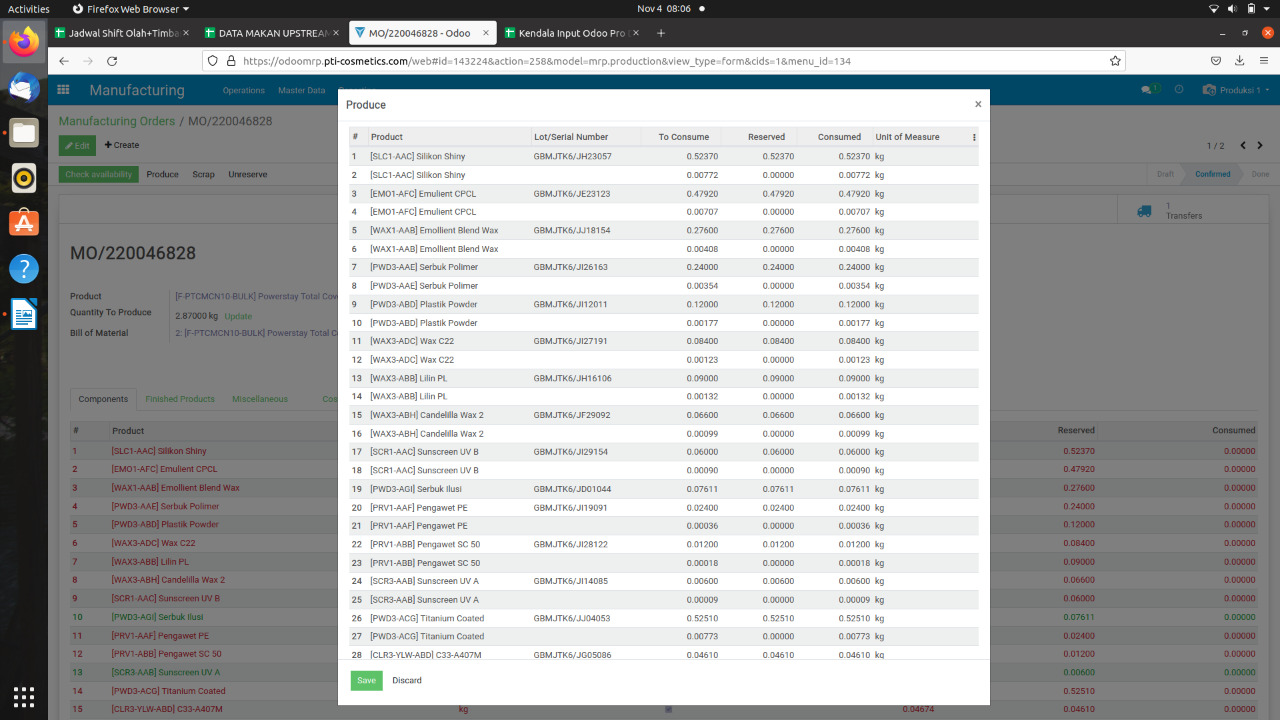 Activities
Firefox Web Browser
Nov 4 08:06
Jadwal Shift Olah+Timba
DATA MAKAN UPSTREAM
MO/220046828 - Odoo
Kendala Input Odoo Pro
https://odoomrp.pti-cosmetics.com/web#id=143224&action=258&model=mrp.production&view_type=form&cids=1&menu_id=134
Manufacturing
Operations
Master Data
1
Produksi 1
Manufacturing Orders / MO/220046828
Edit
Create
1 / 2
Check availability
Produce
Scrap
Unreserve
Draft
Confirmed
Done
1
Transfers
MO/220046828
Product
[F-PTCMCN10-BULK] Powerstay Total Cov
Quantity To Produce
2.87000 kg Update
Bill of Material
2: [F-PTCMCN10-BULK] Powerstay Total C
Components
Finished Products
Miscellaneous
# Product Reserved Consumed
1 [SLC1-AAC] Silikon Shiny 0.52370 0.00000
2 [EMO1-AFC] Emulient CPCL 0.47920 0.00000
3 [WAX1-AAB] Emollient Blend Wax 0.27600 0.00000
4 [PWD3-AAE] Serbuk Polimer 0.24000 0.00000
5 [PWD3-ABD] Plastik Powder 0.12000 0.00000
6 [WAX3-ADC] Wax C22 0.08400 0.00000
7 [WAX3-ABB] Lilin PL 0.09000 0.00000
8 [WAX3-ABH] Candelilla Wax 2 0.06600 0.00000
9 [SCR1-AAC] Sunscreen UV B 0.06000 0.00000
10 [PWD3-AGI] Serbuk Ilusi 0.07611 0.00000
11 [PRV1-AAF] Pengawet PE 0.02400 0.00000
12 [PRV1-ABB] Pengawet SC 50 0.01200 0.00000
13 [SCR3-AAB] Sunscreen UV A 0.00600 0.00000
14 [PWD3-ACG] Titanium Coated 0.52510 0.00000
15 [CLR3-YLW-ABD] C33-A407M kg 0.04674 0.04610 0.00000
Produce
×
# Product Lot/Serial Number To Consume Reserved Consumed Unit of Measure
1 [SLC1-AAC] Silikon Shiny GBMJTK6/JH23057 0.52370 0.52370 0.52370 kg
2 [SLC1-AAC] Silikon Shiny 0.00772 0.00000 0.00772 kg
3 [EMO1-AFC] Emulient CPCL GBMJTK6/JE23123 0.47920 0.47920 0.47920 kg
4 [EMO1-AFC] Emulient CPCL 0.00707 0.00000 0.00707 kg
5 [WAX1-AAB] Emollient Blend Wax GBMJTK6/JJ18154 0.27600 0.27600 0.27600 kg
6 [WAX1-AAB] Emollient Blend Wax 0.00408 0.00000 0.00408 kg
7 [PWD3-AAE] Serbuk Polimer GBMJTK6/JI26163 0.24000 0.24000 0.24000 kg
8 [PWD3-AAE] Serbuk Polimer 0.00354 0.00000 0.00354 kg
9 [PWD3-ABD] Plastik Powder GBMJTK6/JI12011 0.12000 0.12000 0.12000 kg
10 [PWD3-ABD] Plastik Powder 0.00177 0.00000 0.00177 kg
11 [WAX3-ADC] Wax C22 GBMJTK6/JI27191 0.08400 0.08400 0.08400 kg
12 [WAX3-ADC] Wax C22 0.00123 0.00000 0.00123 kg
13 [WAX3-ABB] Lilin PL GBMJTK6/JH16106 0.09000 0.09000 0.09000 kg
14 [WAX3-ABB] Lilin PL 0.00132 0.00000 0.00132 kg
15 [WAX3-ABH] Candelilla Wax 2 GBMJTK6/JF29092 0.06600 0.06600 0.06600 kg
16 [WAX3-ABH] Candelilla Wax 2 0.00099 0.00000 0.00099 kg
17 [SCR1-AAC] Sunscreen UV B GBMJTK6/JI29154 0.06000 0.06000 0.06000 kg
18 [SCR1-AAC] Sunscreen UV B 0.00090 0.00000 0.00090 kg
19 [PWD3-AGI] Serbuk Ilusi GBMJTK6/JD01044 0.07611 0.07611 0.07611 kg
20 [PRV1-AAF] Pengawet PE GBMJTK6/JI19091 0.02400 0.02400 0.02400 kg
21 [PRV1-AAF] Pengawet PE 0.00036 0.00000 0.00036 kg
22 [PRV1-ABB] Pengawet SC 50 GBMJTK6/JI28122 0.01200 0.01200 0.01200 kg
23 [PRV1-ABB] Pengawet SC 50 0.00018 0.00000 0.00018 kg
24 [SCR3-AAB] Sunscreen UV A GBMJTK6/JI14085 0.00600 0.00600 0.00600 kg
25 [SCR3-AAB] Sunscreen UV A 0.00009 0.00000 0.00009 kg
26 [PWD3-ACG] Titanium Coated GBMJTK6/JJ04053 0.52510 0.52510 0.52510 kg
27 [PWD3-ACG] Titanium Coated 0.00773 0.00000 0.00773 kg
28 [CLR3-YLW-ABD] C33-A407M GBMJTK6/JG05086 0.04610 0.04610 0.04610 kg
Save
Discard